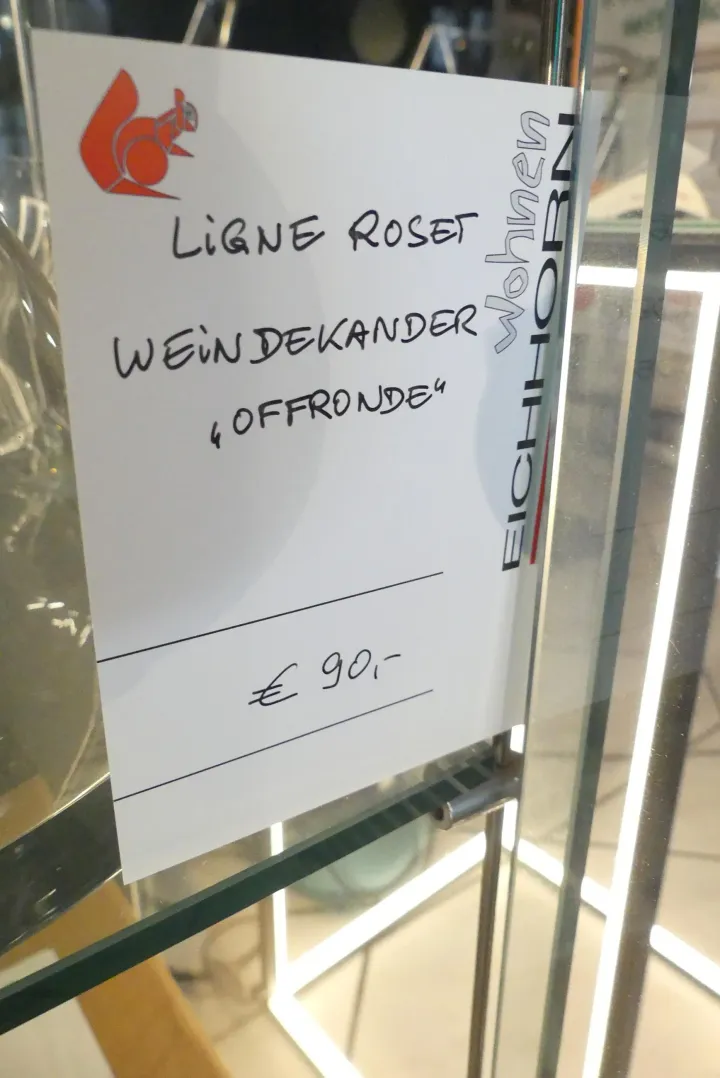 LiGNE ROSET
WEiNDEKANDER
„OFFRONDE“
€ 90,-
Wohnen
EICHHORN